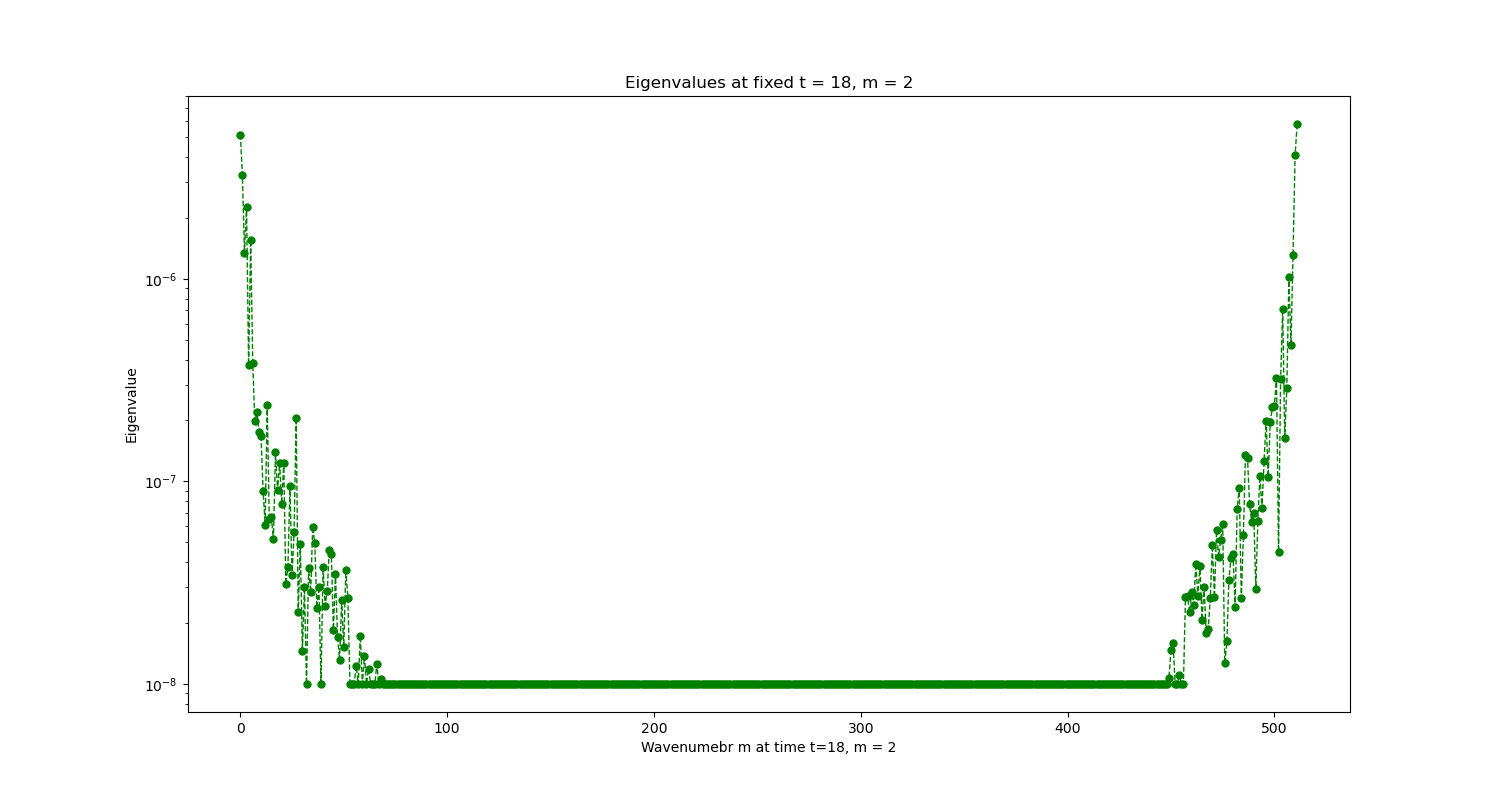 Eigenvalues at fixed t = 18, m = 2
10⁻⁶
10⁻⁷
10⁻⁸
Eigenvalue
0 100 200 300 400 500
Wavenumebr m at time t=18, m = 2